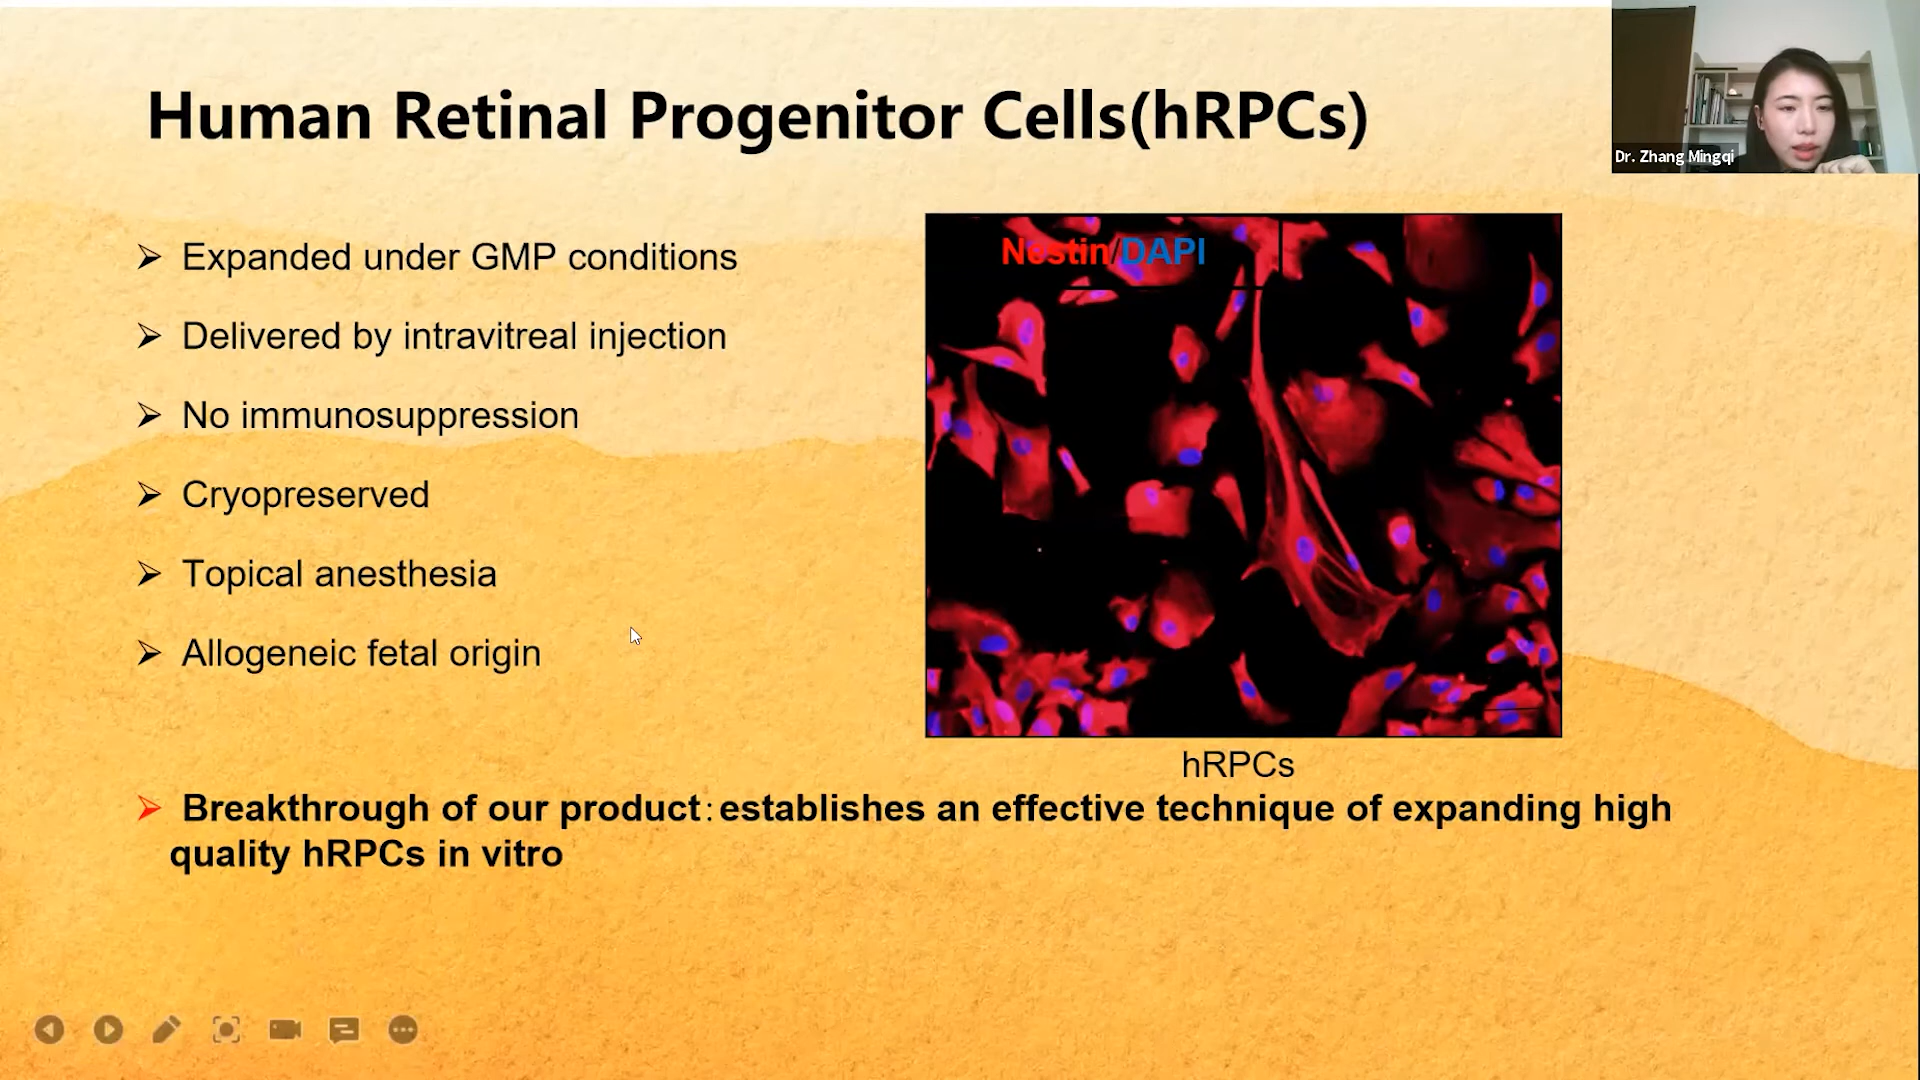 Human Retinal Progenitor Cells(hRPCs)
Dr. Zhang Mingqi
Expanded under GMP conditions
Delivered by intravitreal injection
No immunosuppression
Cryopreserved
Topical anesthesia
Allogeneic fetal origin
Nestin/DAPI
hRPCs
Breakthrough of our product:establishes an effective technique of expanding high
quality hRPCs in vitro